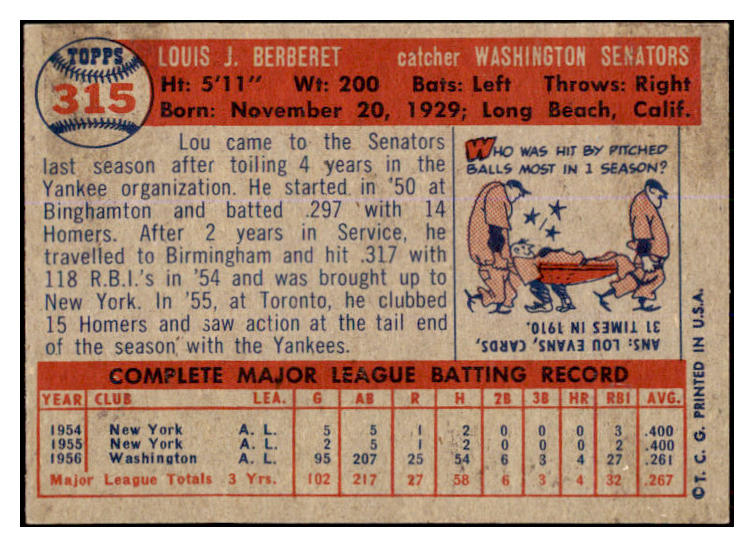 TOPPS
315
LOUIS J. BERBERET catcher WASHINGTON SENATORS
Ht: 5'11" Wt: 200 Bats: Left Throws: Right
Born: November 20, 1929; Long Beach, Calif.
Lou came to the Senators
last season after toiling 4 years in the
Yankee organization. He started in '50 at
Binghamton and batted .297 with 14
Homers. After 2 years in Service, he
travelled to Birmingham and hit .317 with
118 R.B.I.'s in '54 and was brought up to
New York. In '55, at Toronto, he clubbed
15 Homers and saw action at the tail end
of the season with the Yankees.
WHO WAS HIT BY PITCHED
BALLS MOST IN 1 SEASON?
ANS: LOU EVANS, CARDS,
31 TIMES IN 1910.
COMPLETE MAJOR LEAGUE BATTING RECORD
YEAR CLUB LEA. G AB R H 2B 3B HR RBI AVG.
1954 New York A. L. 5 5 1 2 0 0 0 3 .400
1955 New York A. L. 2 5 1 2 0 0 0 2 .400
1956 Washington A. L. 95 207 25 54 6 3 4 27 .261
Major League Totals 3 Yrs. 102 217 27 58 6 3 4 32 .267
© T. C. G. PRINTED IN U.S.A.